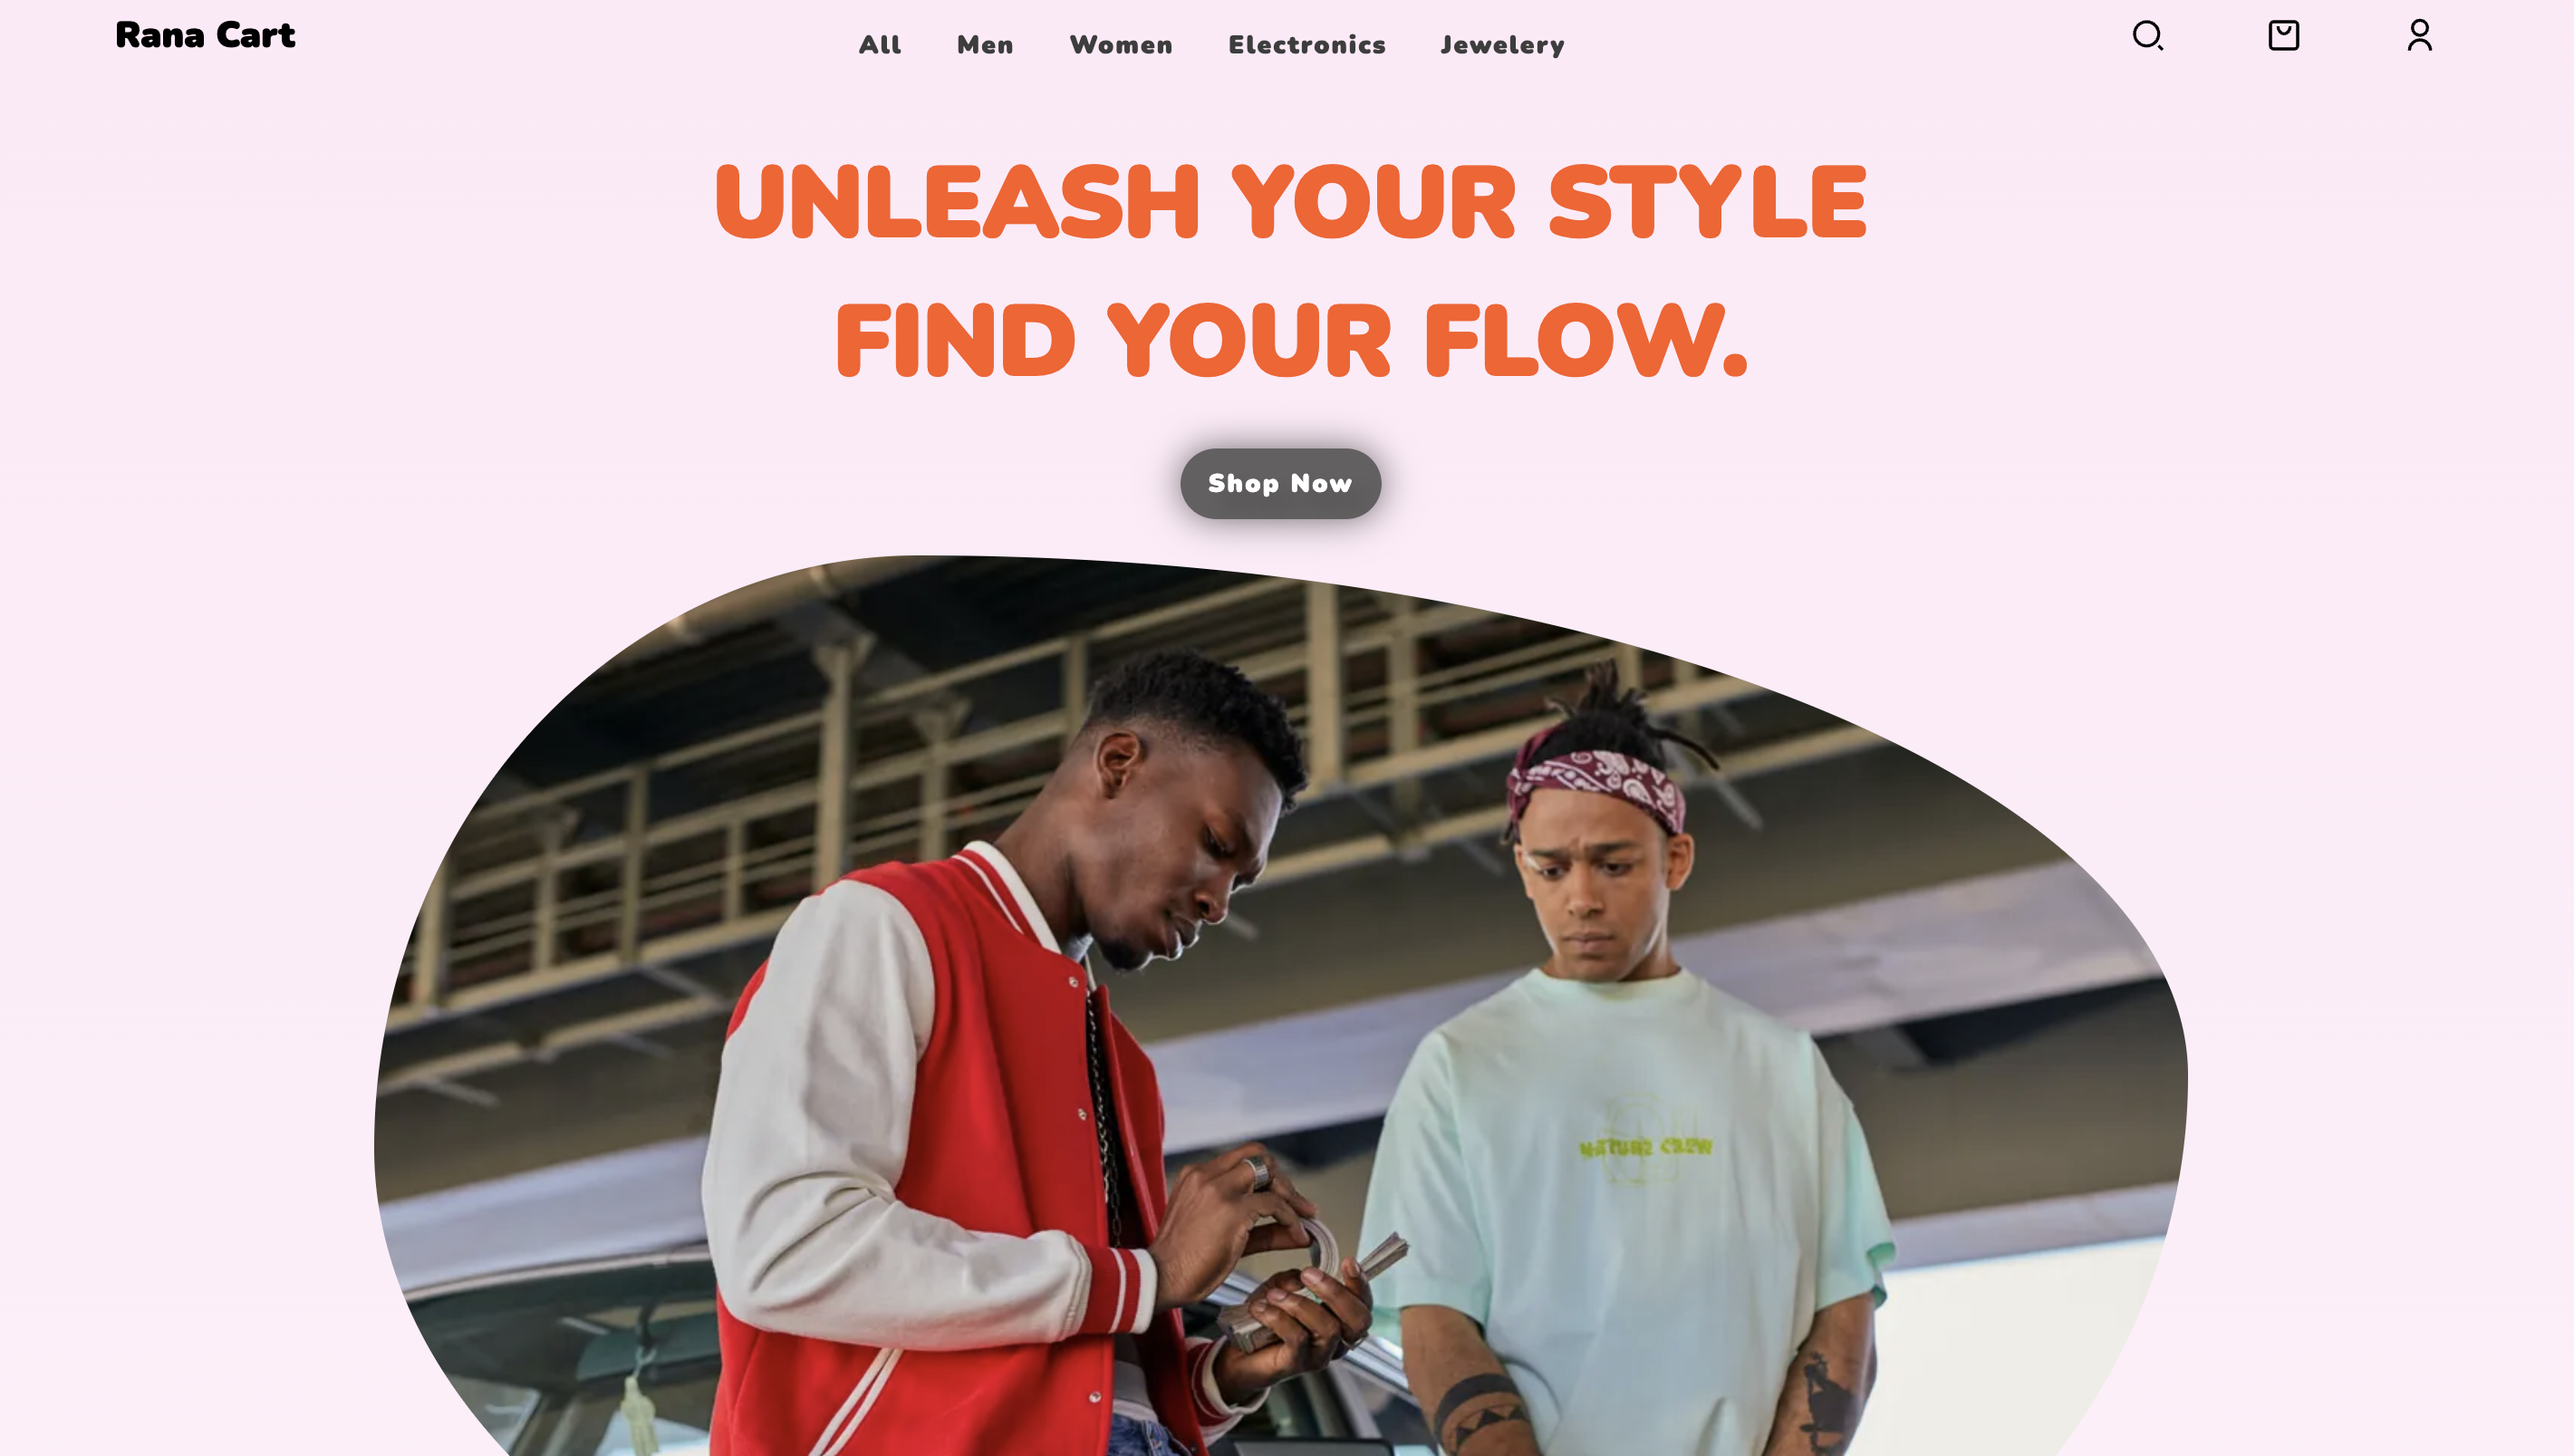 Rana Cart
All Men Women Electronics Jewelery
UNLEASH YOUR STYLE
FIND YOUR FLOW.
Shop Now
NATURE CREW